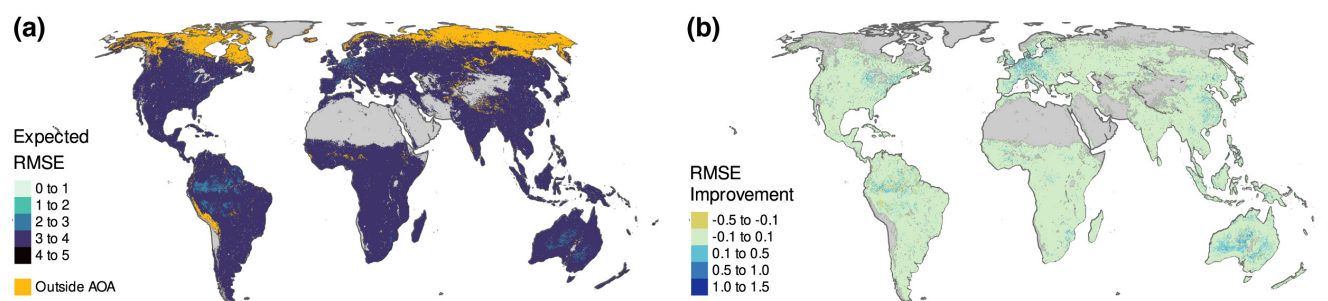 (a)
Expected
RMSE
0 to 1
1 to 2
2 to 3
3 to 4
4 to 5
Outside AOA
(b)
RMSE
Improvement
-0.5 to -0.1
-0.1 to 0.1
0.1 to 0.5
0.5 to 1.0
1.0 to 1.5